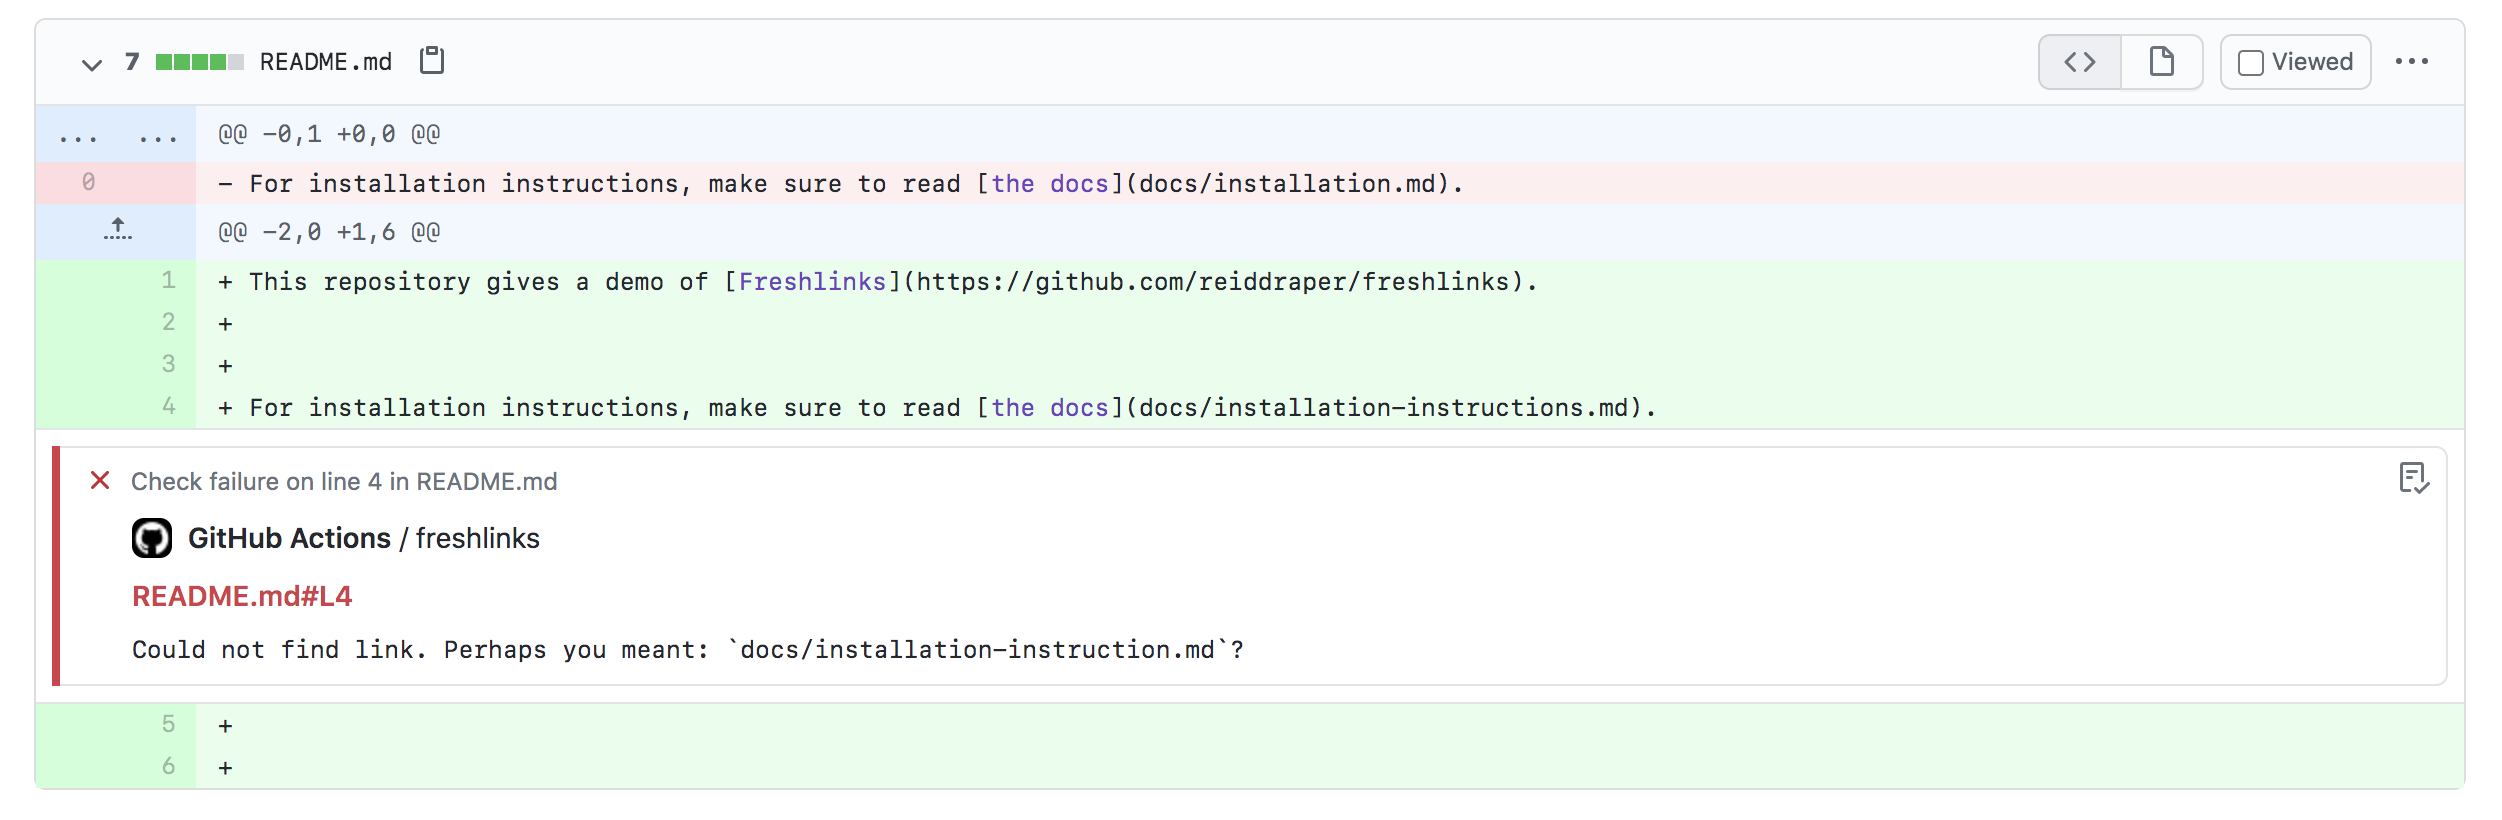 7 README.md Viewed ...
... ... @@ -0,1 +0,0 @@
0 - For installation instructions, make sure to read [the docs](docs/installation.md).
@@ -2,0 +1,6 @@
1 + This repository gives a demo of [Freshlinks](https://github.com/reiddraper/freshlinks).
2 +
3 +
4 + For installation instructions, make sure to read [the docs](docs/installation-instructions.md).
Check failure on line 4 in README.md
GitHub Actions / freshlinks
README.md#L4
Could not find link. Perhaps you meant: `docs/installation-instruction.md`?
5 +
6 +